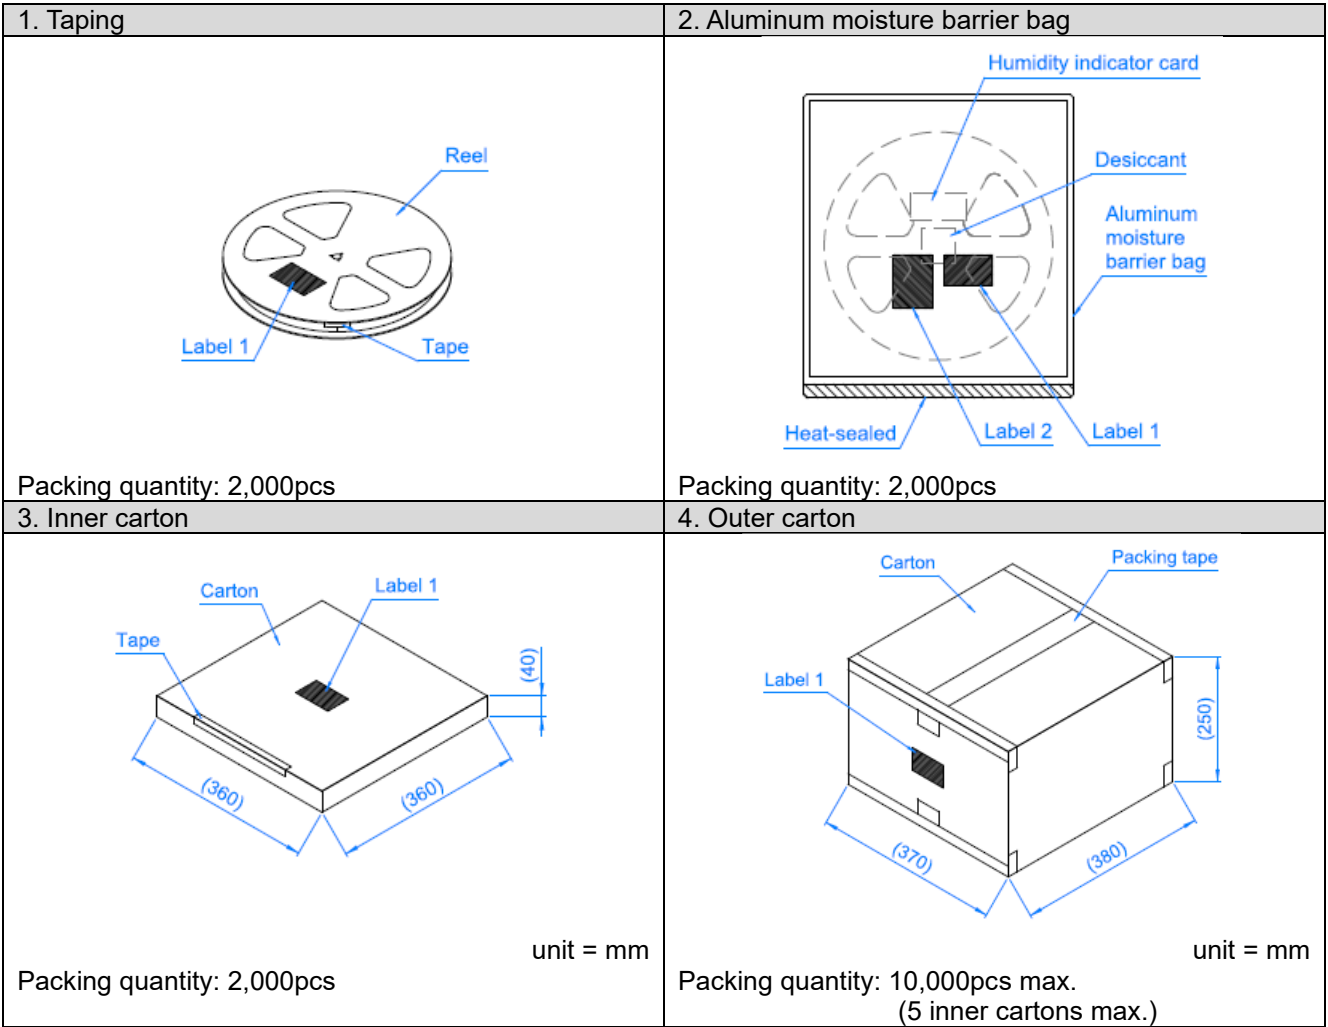 1. Taping
Reel
Label 1
Tape
Packing quantity: 2,000pcs
2. Aluminum moisture barrier bag
Humidity indicator card
Desiccant
Aluminum
moisture
barrier bag
Heat-sealed
Label 2
Label 1
Packing quantity: 2,000pcs
3. Inner carton
Carton
Label 1
Tape
(40)
(360)
(360)
unit = mm
Packing quantity: 2,000pcs
4. Outer carton
Carton
Packing tape
Label 1
(250)
(370)
(380)
unit = mm
Packing quantity: 10,000pcs max.
(5 inner cartons max.)